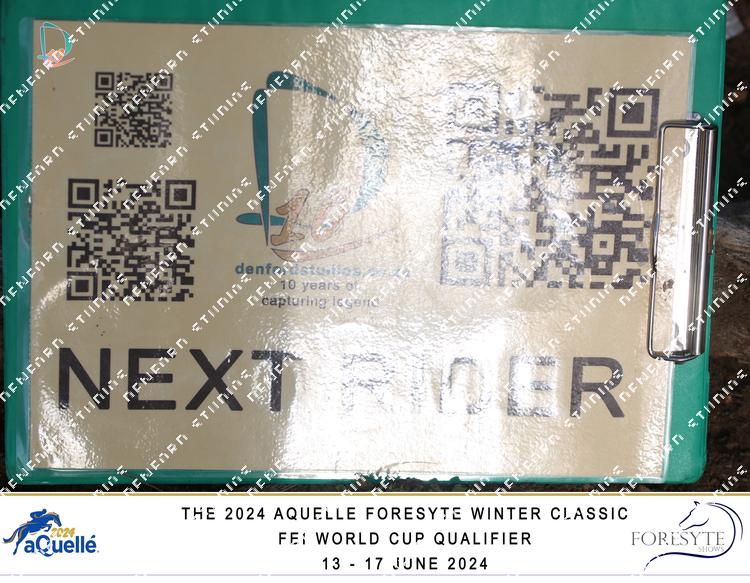 D
10
denfordstudios.co.za
10 years of
capturing legend
NEXT RIDER
THE 2024 AQUELLE FORESYTE WINTER CLASSIC
FEI WORLD CUP QUALIFIER
13 - 17 JUNE 2024
2024
aQuellé
FORESYTE
SHOWS